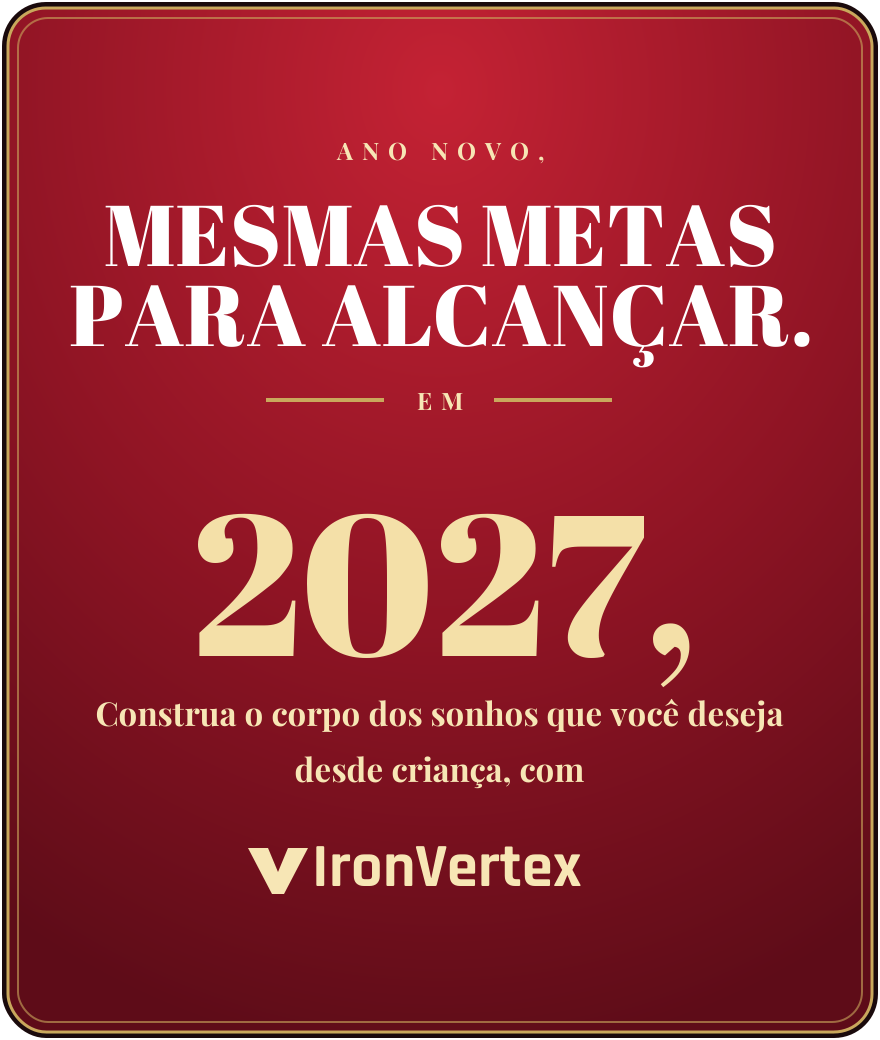 ANO NOVO,
MESMAS METAS
PARA ALCANÇAR.
EM
2027,
Construa o corpo dos sonhos que você deseja
desde criança, com
IronVertex